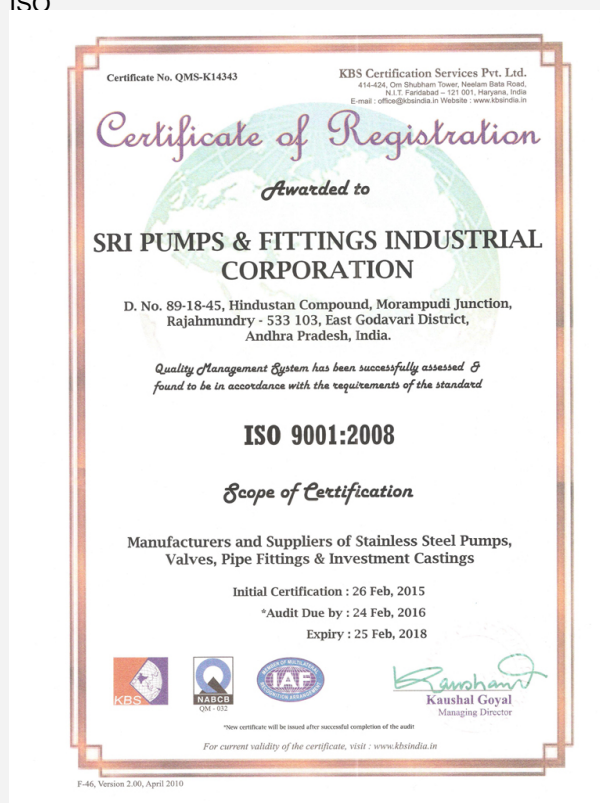 ISO
Certificate No. QMS-K14343
KBS Certification Services Pvt. Ltd.
414-424, Om Shubham Tower, Neelam Bata Road,
N.I.T. Faridabad – 121 001, Haryana, India
E-mail : office@kbsindia.in Website : www.kbsindia.in
Certificate of Registration
Awarded to
SRI PUMPS & FITTINGS INDUSTRIAL
CORPORATION
D. No. 89-18-45, Hindustan Compound, Morampudi Junction,
Rajahmundry - 533 103, East Godavari District,
Andhra Pradesh, India.
Quality Management System has been successfully assessed &
found to be in accordance with the requirements of the standard
ISO 9001:2008
Scope of Certification
Manufacturers and Suppliers of Stainless Steel Pumps,
Valves, Pipe Fittings & Investment Castings
Initial Certification : 26 Feb, 2015
*Audit Due by : 24 Feb, 2016
Expiry : 25 Feb, 2018
KBS
NABCB
QM - 032
MEMBER OF MULTILATERAL
IAF
RECOGNITION ARRANGEMENT
Kaushal Goyal
Managing Director
*New certificate will be issued after successful completion of the audit
For current validity of the certificate, visit : www.kbsindia.in
F-46, Version 2.00, April 2010